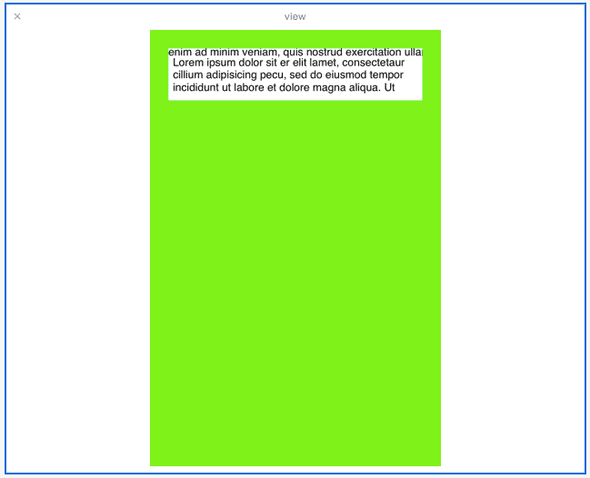 × view
enim ad minim veniam, quis nostrud exercitation ulla
Lorem ipsum dolor sit er elit lamet, consectetaur
cillium adipisicing pecu, sed do eiusmod tempor
incididunt ut labore et dolore magna aliqua. Ut